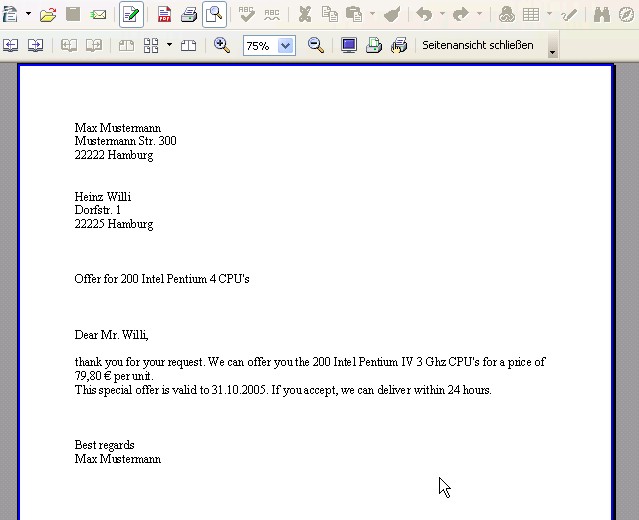 75%
Seitenansicht schließen
Max Mustermann
Mustermann Str. 300
22222 Hamburg
Heinz Willi
Dorfstr. 1
22225 Hamburg
Offer for 200 Intel Pentium 4 CPU's
Dear Mr. Willi,
thank you for your request. We can offer you the 200 Intel Pentium IV 3 Ghz CPU's for a price of
79,80 € per unit.
This special offer is valid to 31.10.2005. If you accept, we can deliver within 24 hours.
Best regards
Max Mustermann